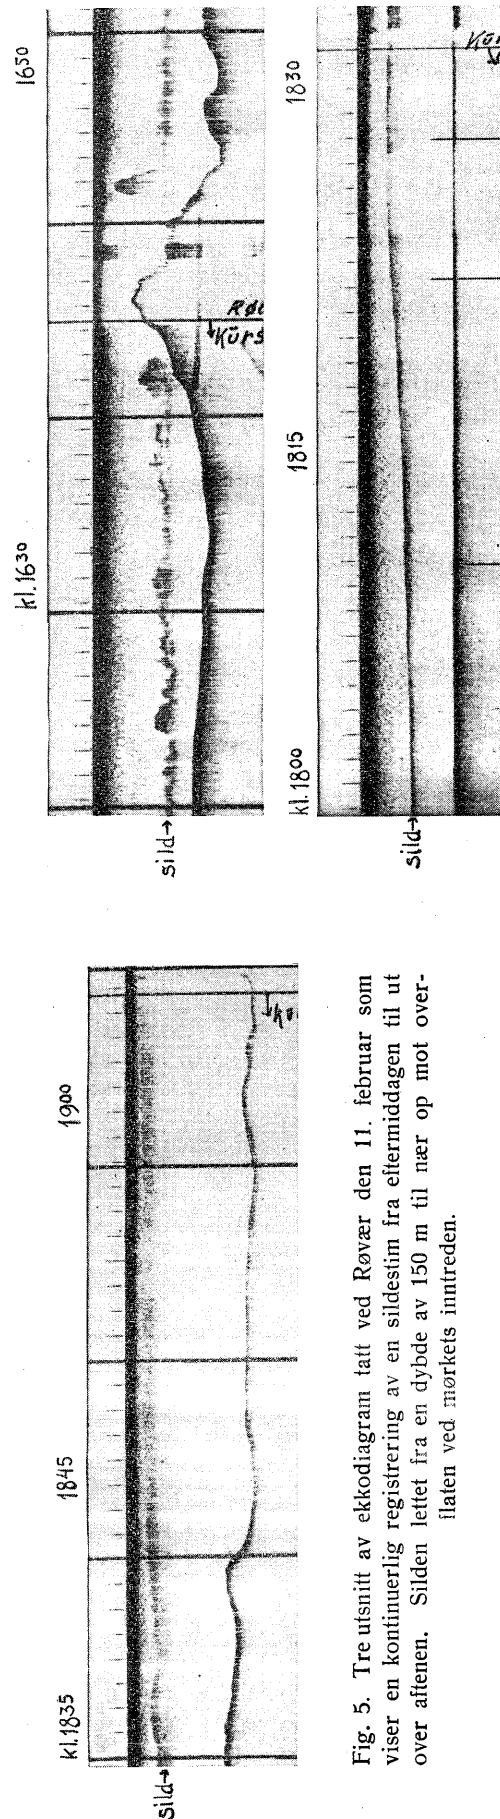 kl.16³⁰
16⁵⁰
sild→
Kurs
kl.18⁰⁰
18¹⁵
18³⁰
sild→
kl.18³⁵
18⁴⁵
19⁰⁰
sild→
Fig. 5. Tre utsnitt av ekkodiagram tatt ved Røvær den 11. februar som
viser en kontinuerlig registrering av en sildestim fra eftermiddagen til ut
over aftenen. Silden lettet fra en dybde av 150 m til nær op mot over-
flaten ved mørkets inntreden.